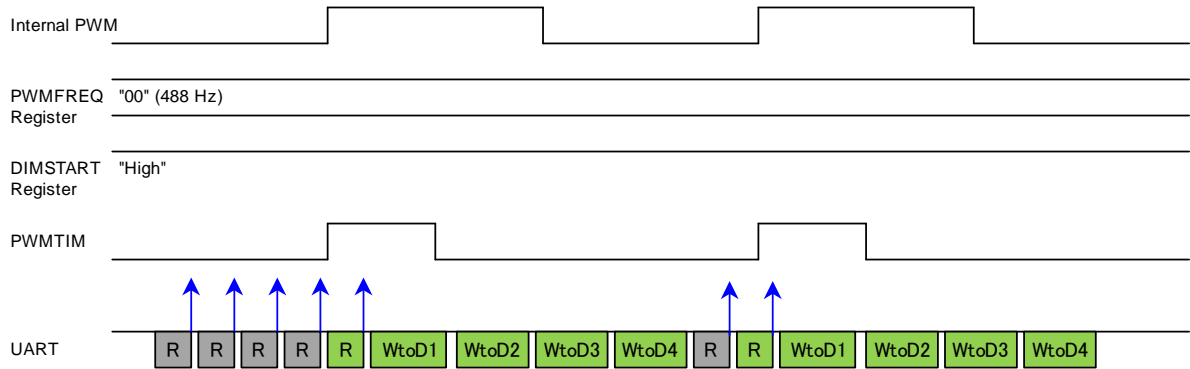 Internal PWM
PWMFREQ "00" (488 Hz)
Register
DIMSTART "High"
Register
PWMTIM
UART R R R R R WtoD1 WtoD2 WtoD3 WtoD4 R R WtoD1 WtoD2 WtoD3 WtoD4